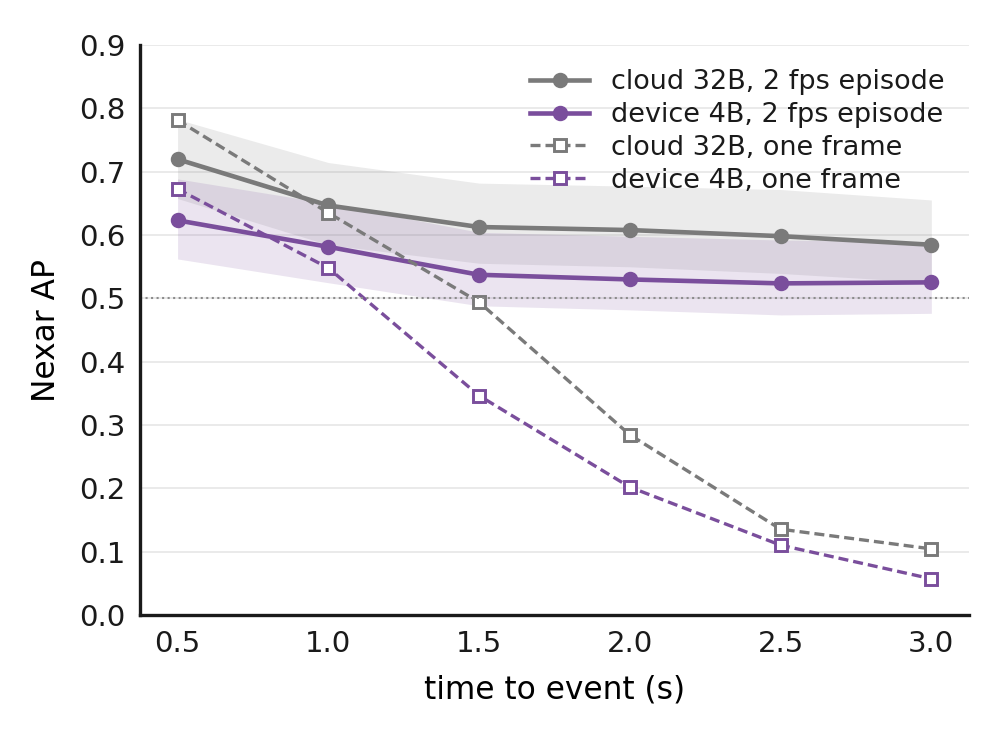 0.9
0.8
0.7
0.6
0.5
0.4
0.3
0.2
0.1
0.0
Nexar AP
cloud 32B, 2 fps episode
device 4B, 2 fps episode
cloud 32B, one frame
device 4B, one frame
0.5 1.0 1.5 2.0 2.5 3.0
time to event (s)